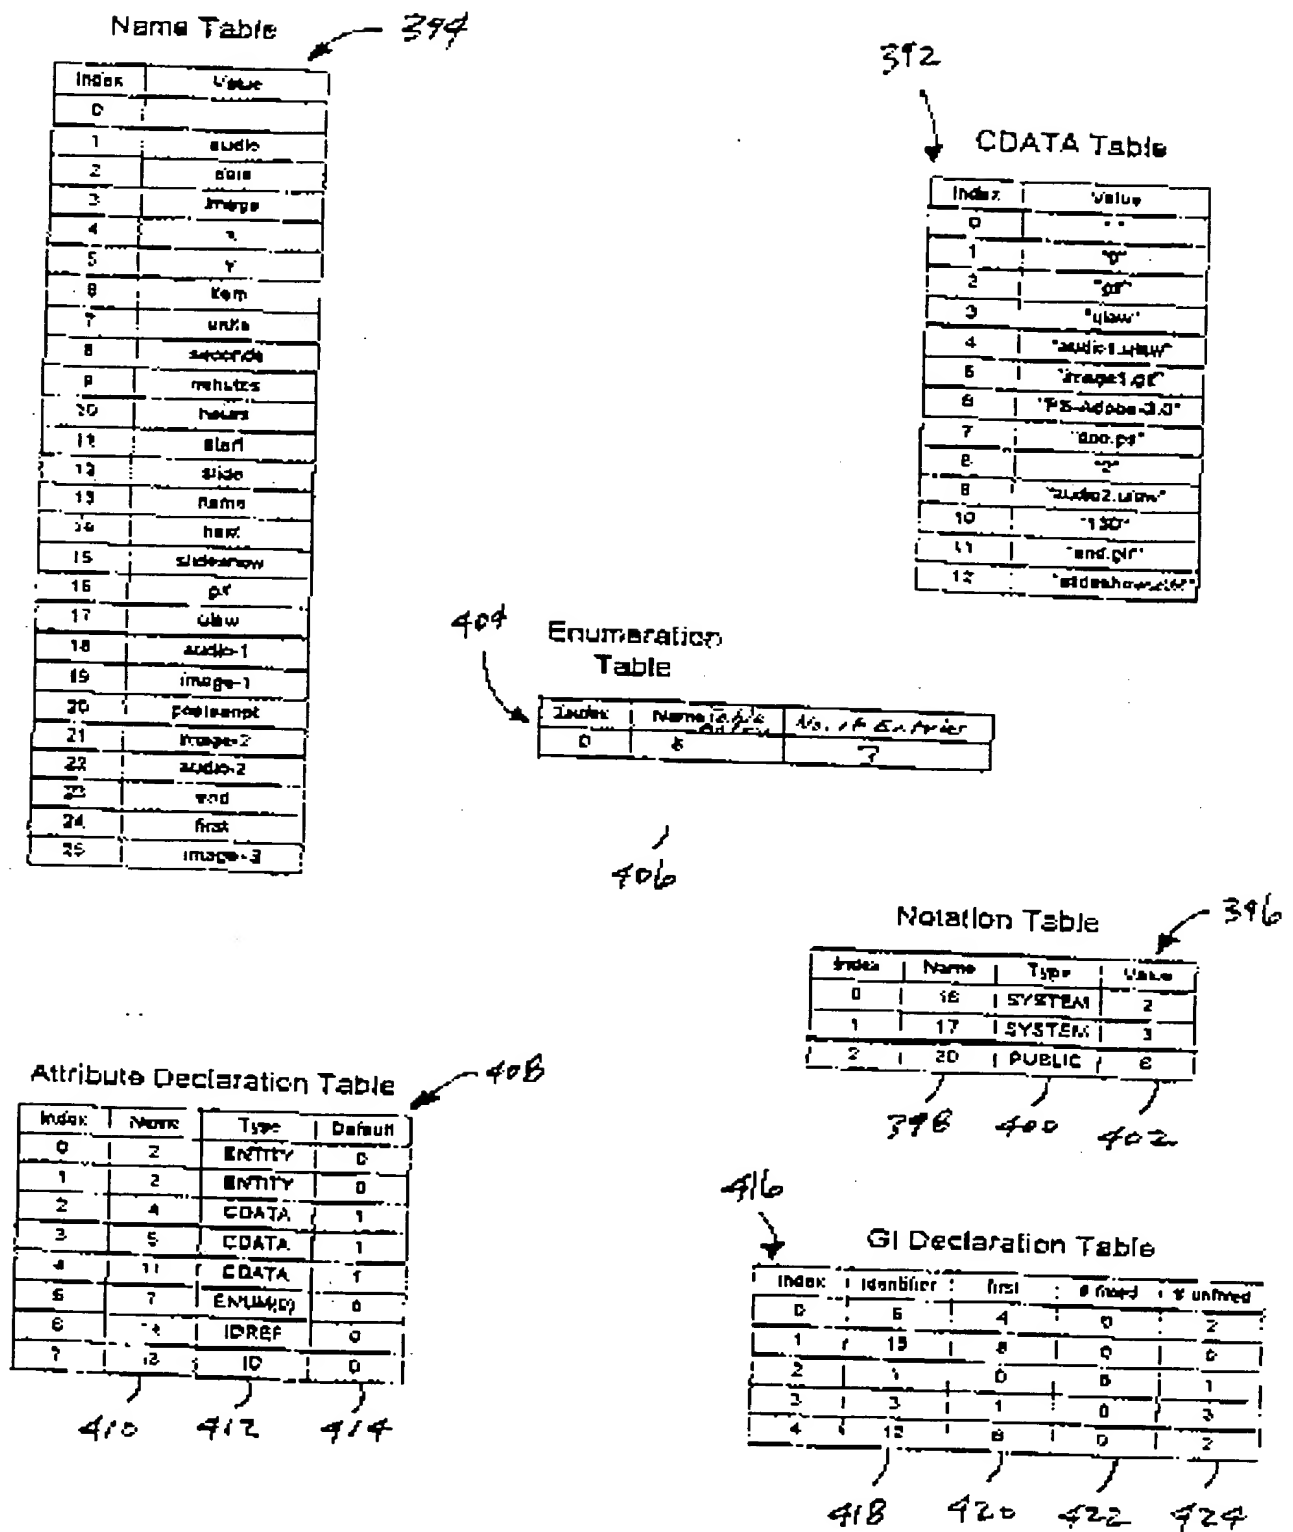 Name Table
394
Index Value
0
1 audio
2 data
3 image
4 x
5 Y
6 item
7 units
8 seconds
9 minutes
10 hours
11 start
12 slide
13 name
14 next
15 slideshow
16 gif
17 ulaw
18 audio-1
19 image-1
20 postscript
21 image-2
22 audio-2
23 end
24 first
25 image-3
392
CDATA Table
Index Value
0 " "
1 "0"
2 "gif"
3 "ulaw"
4 "audio1.ulaw"
5 "image1.gif"
6 "PS-Adobe-3.0"
7 "doc.ps"
8 "2"
9 "audio2.ulaw"
10
11 "end.gif"
12
404
Enumeration
Table
Index Name Table Entry No. of Entries
0 8 3
406
Notation Table
396
Index Name Type Value
0 16 SYSTEM 2
1 17 SYSTEM 3
2 20 PUBLIC 6
398 400 402
Attribute Declaration Table
408
Index Name Type Default
0 2 ENTITY 0
1 2 ENTITY 0
2 4 CDATA 1
3 5 CDATA 1
4 11 CDATA 1
5 7 ENUM(0) 0
6 IDREF 0
7 13 ID 0
410 412 414
416
GI Declaration Table
Index Identifier first # fixed # unfixed
0 6 4 0 2
1 15 0 0
2 1 0 0 1
3 3 1 0 3
4 12 6 0 2
418 420 422 424